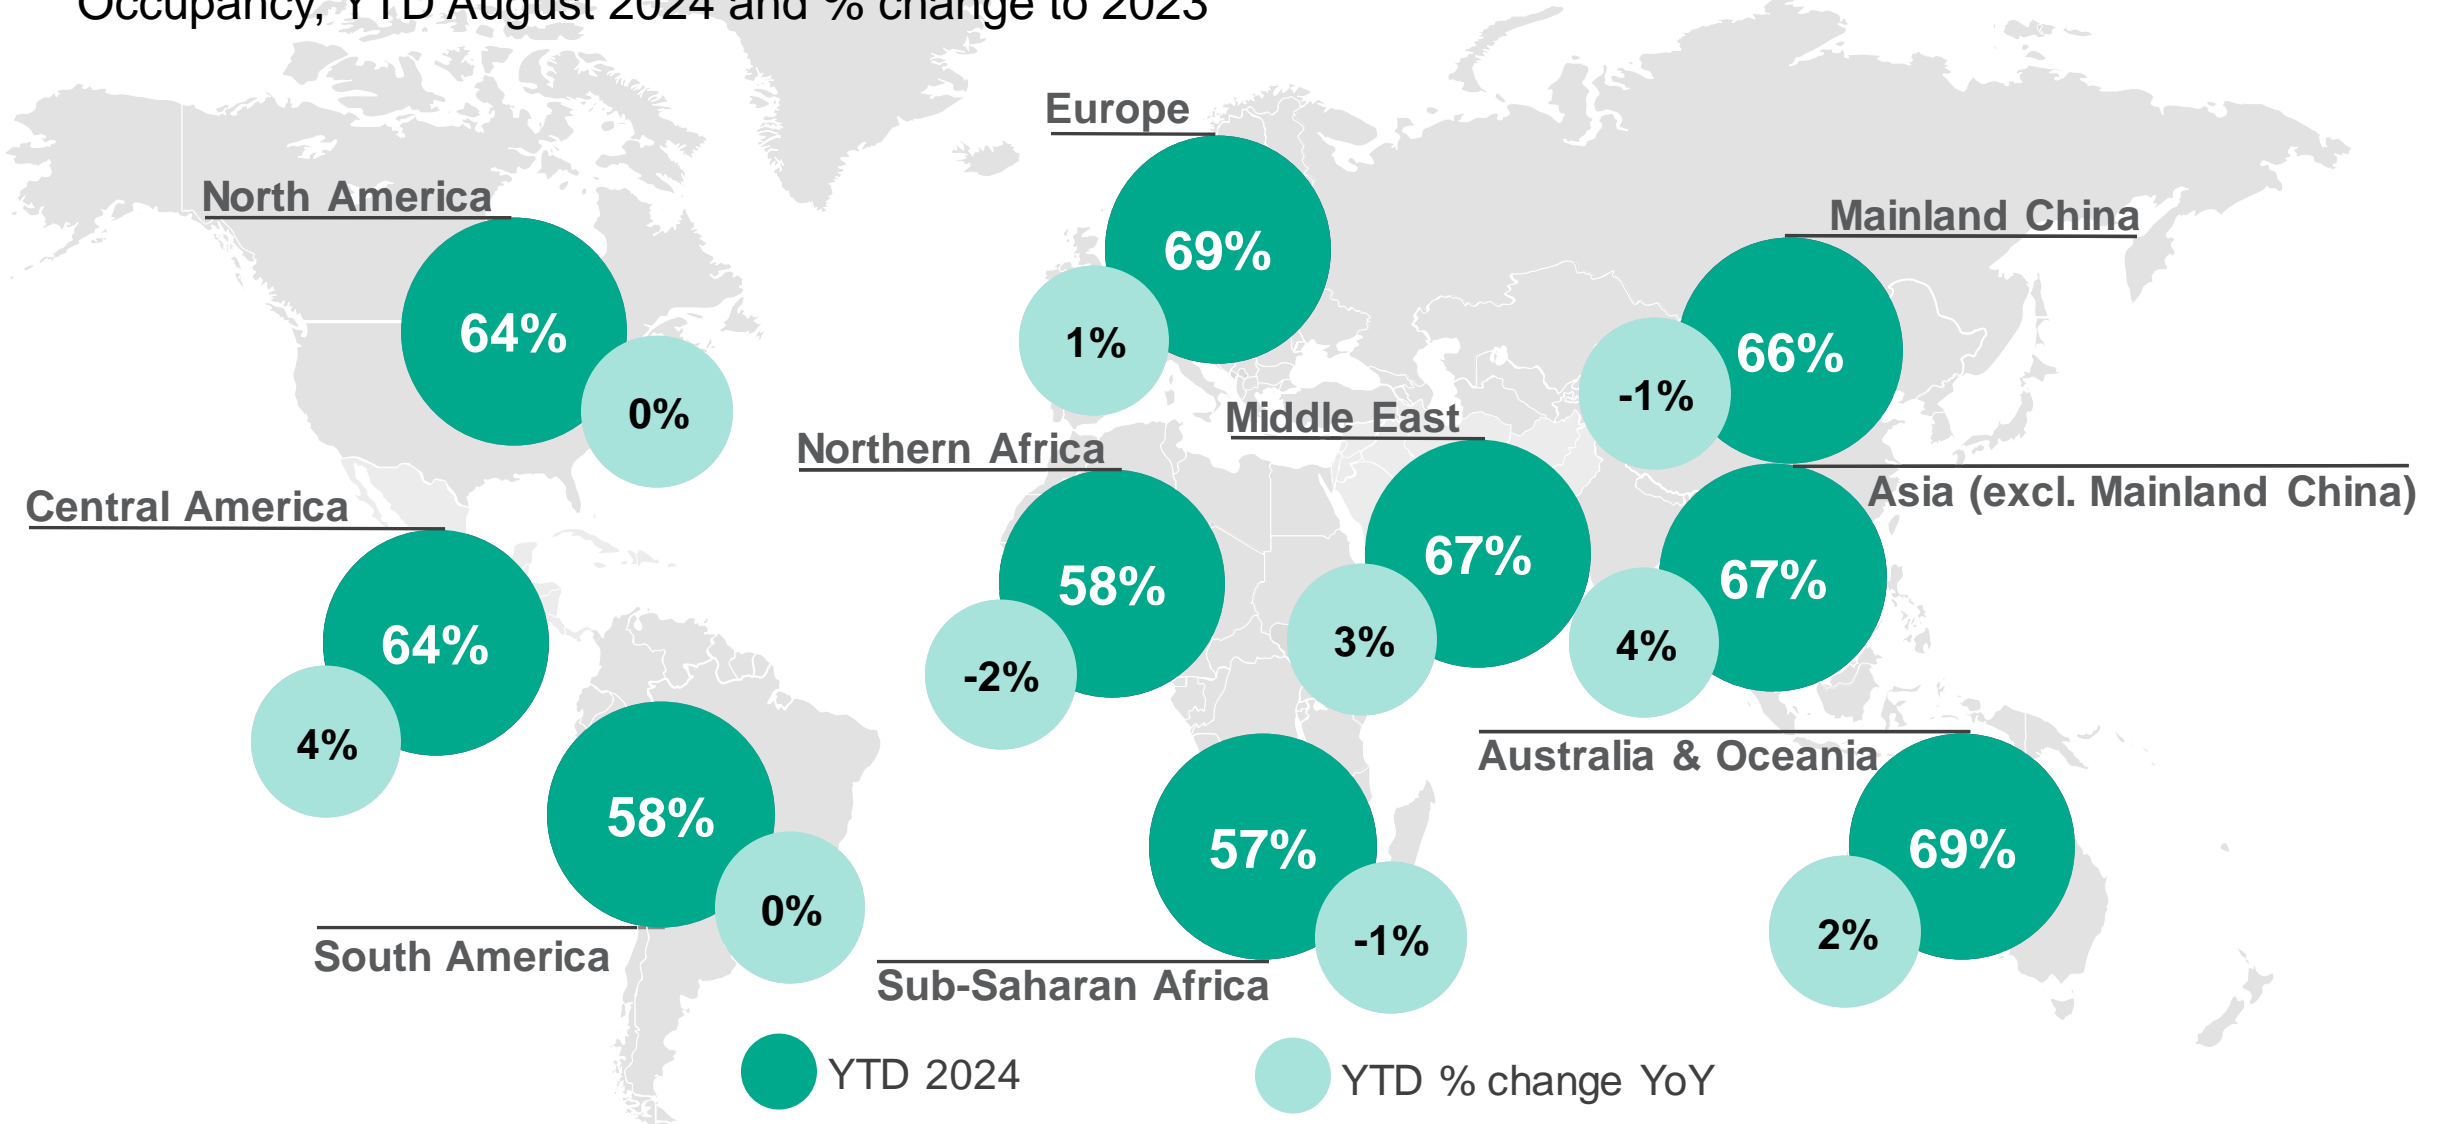 Occupancy, YTD August 2024 and % change to 2023
Europe
69%
1%
North America
64%
0%
Mainland China
66%
-1%
Middle East
67%
3%
Northern Africa
58%
-2%
Asia (excl. Mainland China)
67%
4%
Central America
64%
4%
South America
58%
0%
Sub-Saharan Africa
57%
-1%
Australia & Oceania
69%
2%
YTD 2024
YTD % change YoY